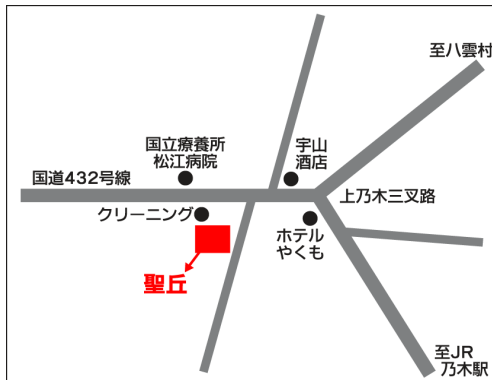 至八雲村
国立療養所
松江病院
宇山
酒店
国道432号線
上乃木三叉路
クリーニング
ホテル
やくも
聖丘
至JR
乃木駅